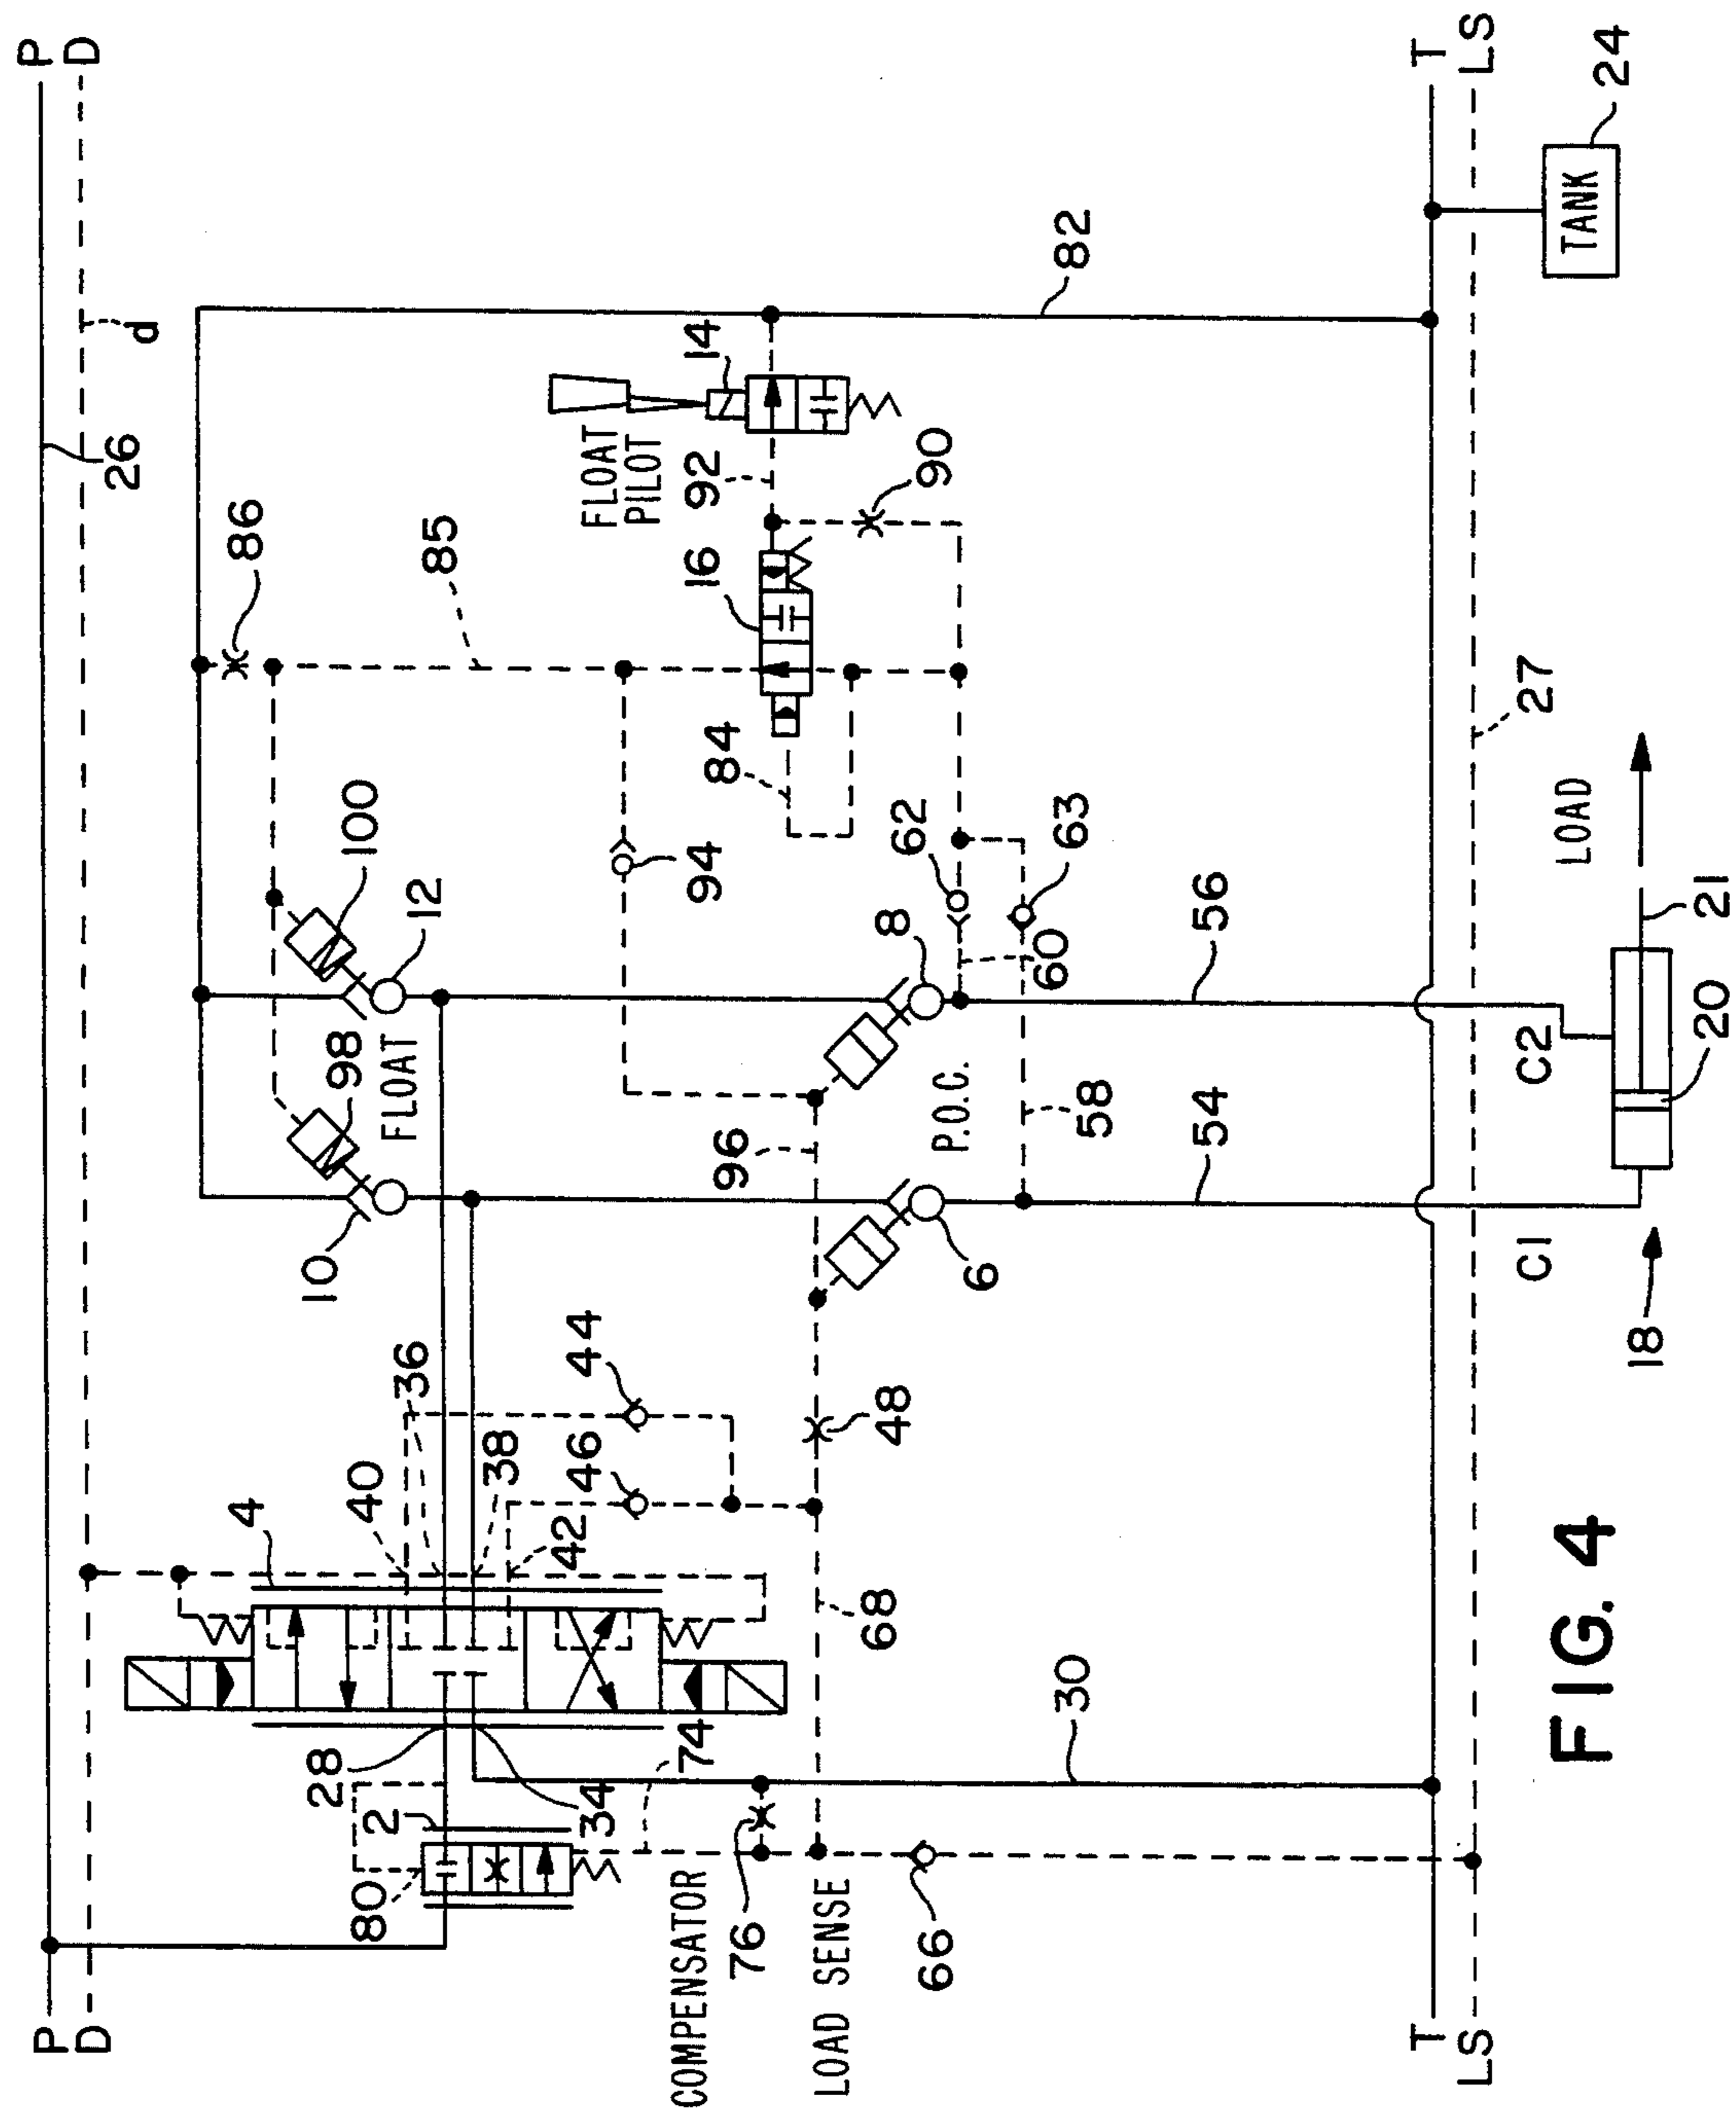 P
D
26
d
86
85
100
12
98
FLOAT
10
36
44
40
46
38
42
4
48
68
28
2
34
74
80
COMPENSATOR
76
LOAD SENSE
66
30
FLOAT
PILOT
14
92
90
16
84
94
62
63
8
60
96
P.O.C.
58
6
56
54
82
27
T
LS
TANK
24
LOAD
21
20
C2
C1
18
P
D
T
LS
FIG. 4